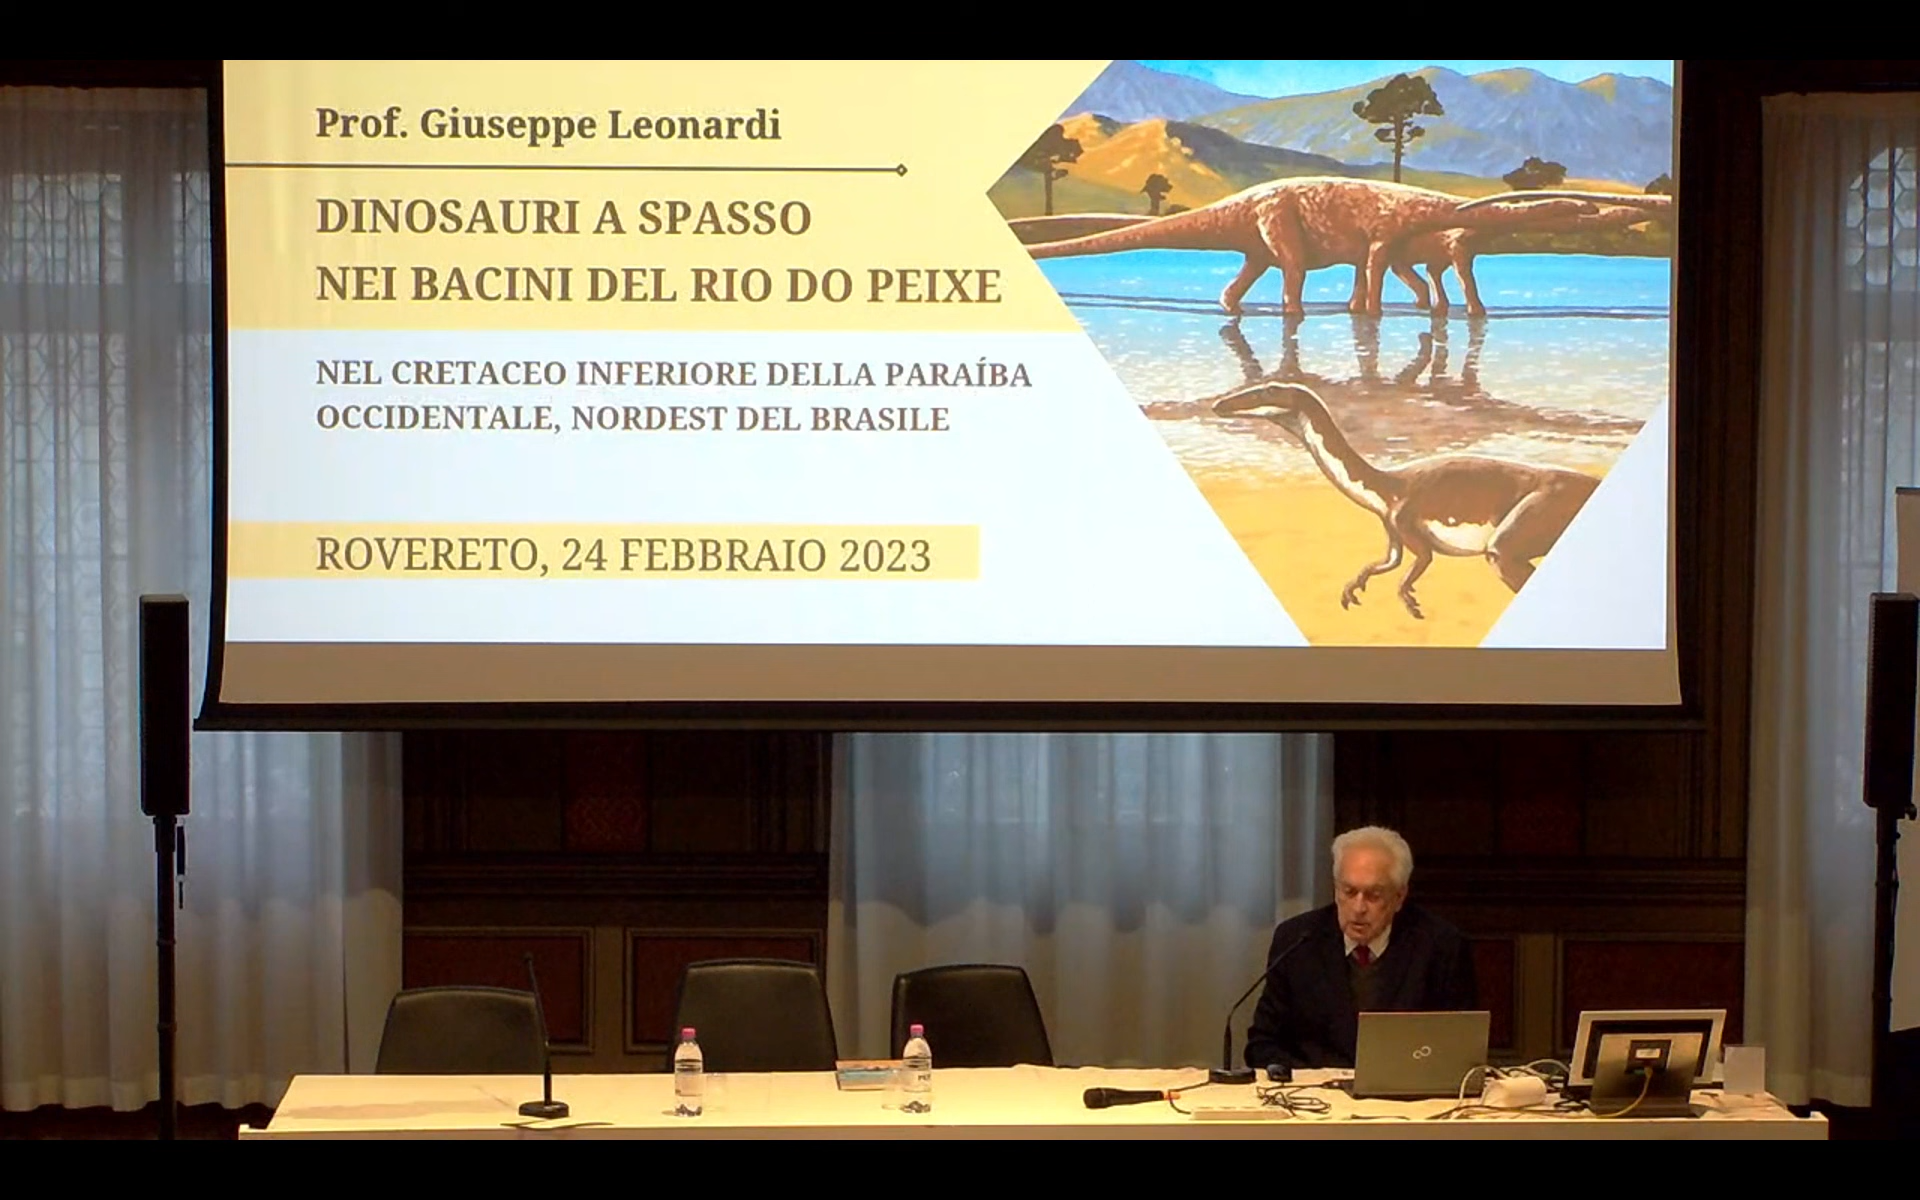 Prof. Giuseppe Leonardi
DINOSAURI A SPASSO
NEI BACINI DEL RIO DO PEIXE
NEL CRETACEO INFERIORE DELLA PARAÍBA
OCCIDENTALE, NORDEST DEL BRASILE
ROVERETO, 24 FEBBRAIO 2023